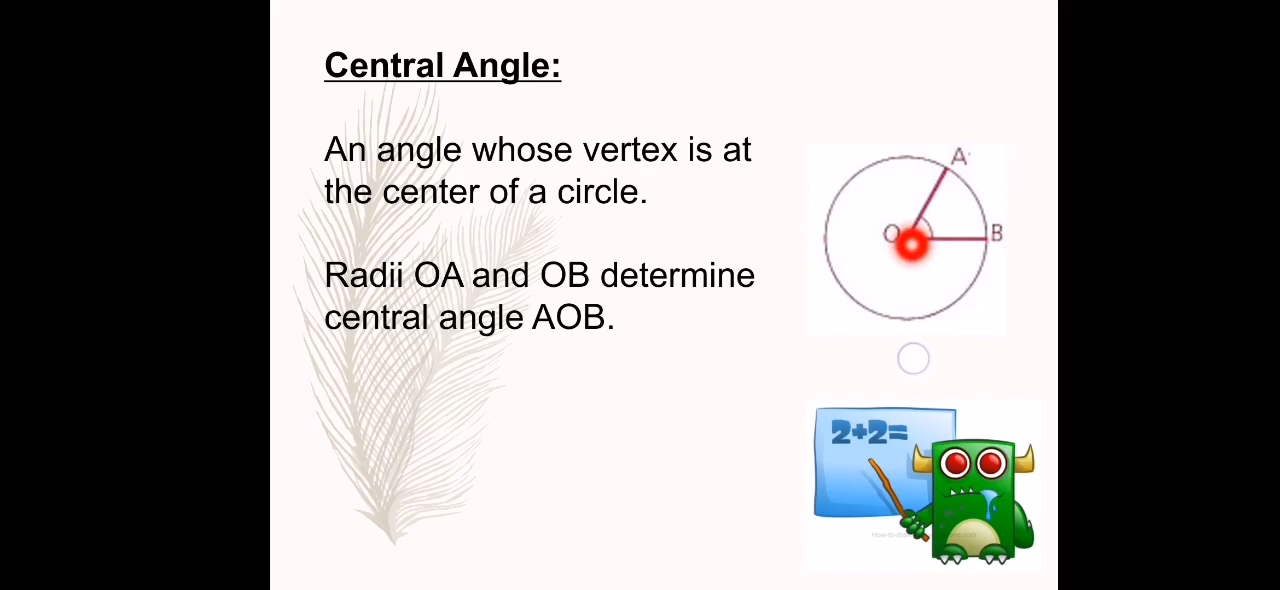 Central Angle:
An angle whose vertex is at
the center of a circle.
Radii OA and OB determine
central angle AOB.
A
O
B
2+2=